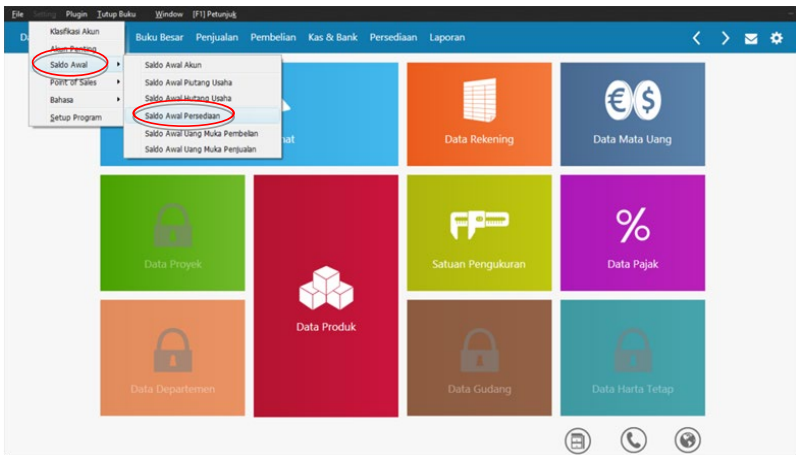 File Setting Plugin Tutup Buku Window [F1] Petunjuk
Buku Besar Penjualan Pembelian Kas & Bank Persediaan Laporan
Klasfikasi Akun
Akun Penting
Saldo Awal
Point of Sales
Bahasa
Setup Program
Saldo Awal Akun
Saldo Awal Piutang Usaha
Saldo Awal Hutang Usaha
Saldo Awal Persediaan
Saldo Awal Uang Muka Pembelian
Saldo Awal Uang Muka Penjualan
Data Rekening
Data Mata Uang
Data Proyek
Data Produk
Satuan Pengukuran
Data Pajak
Data Departemen
Data Gudang
Data Harta Tetap